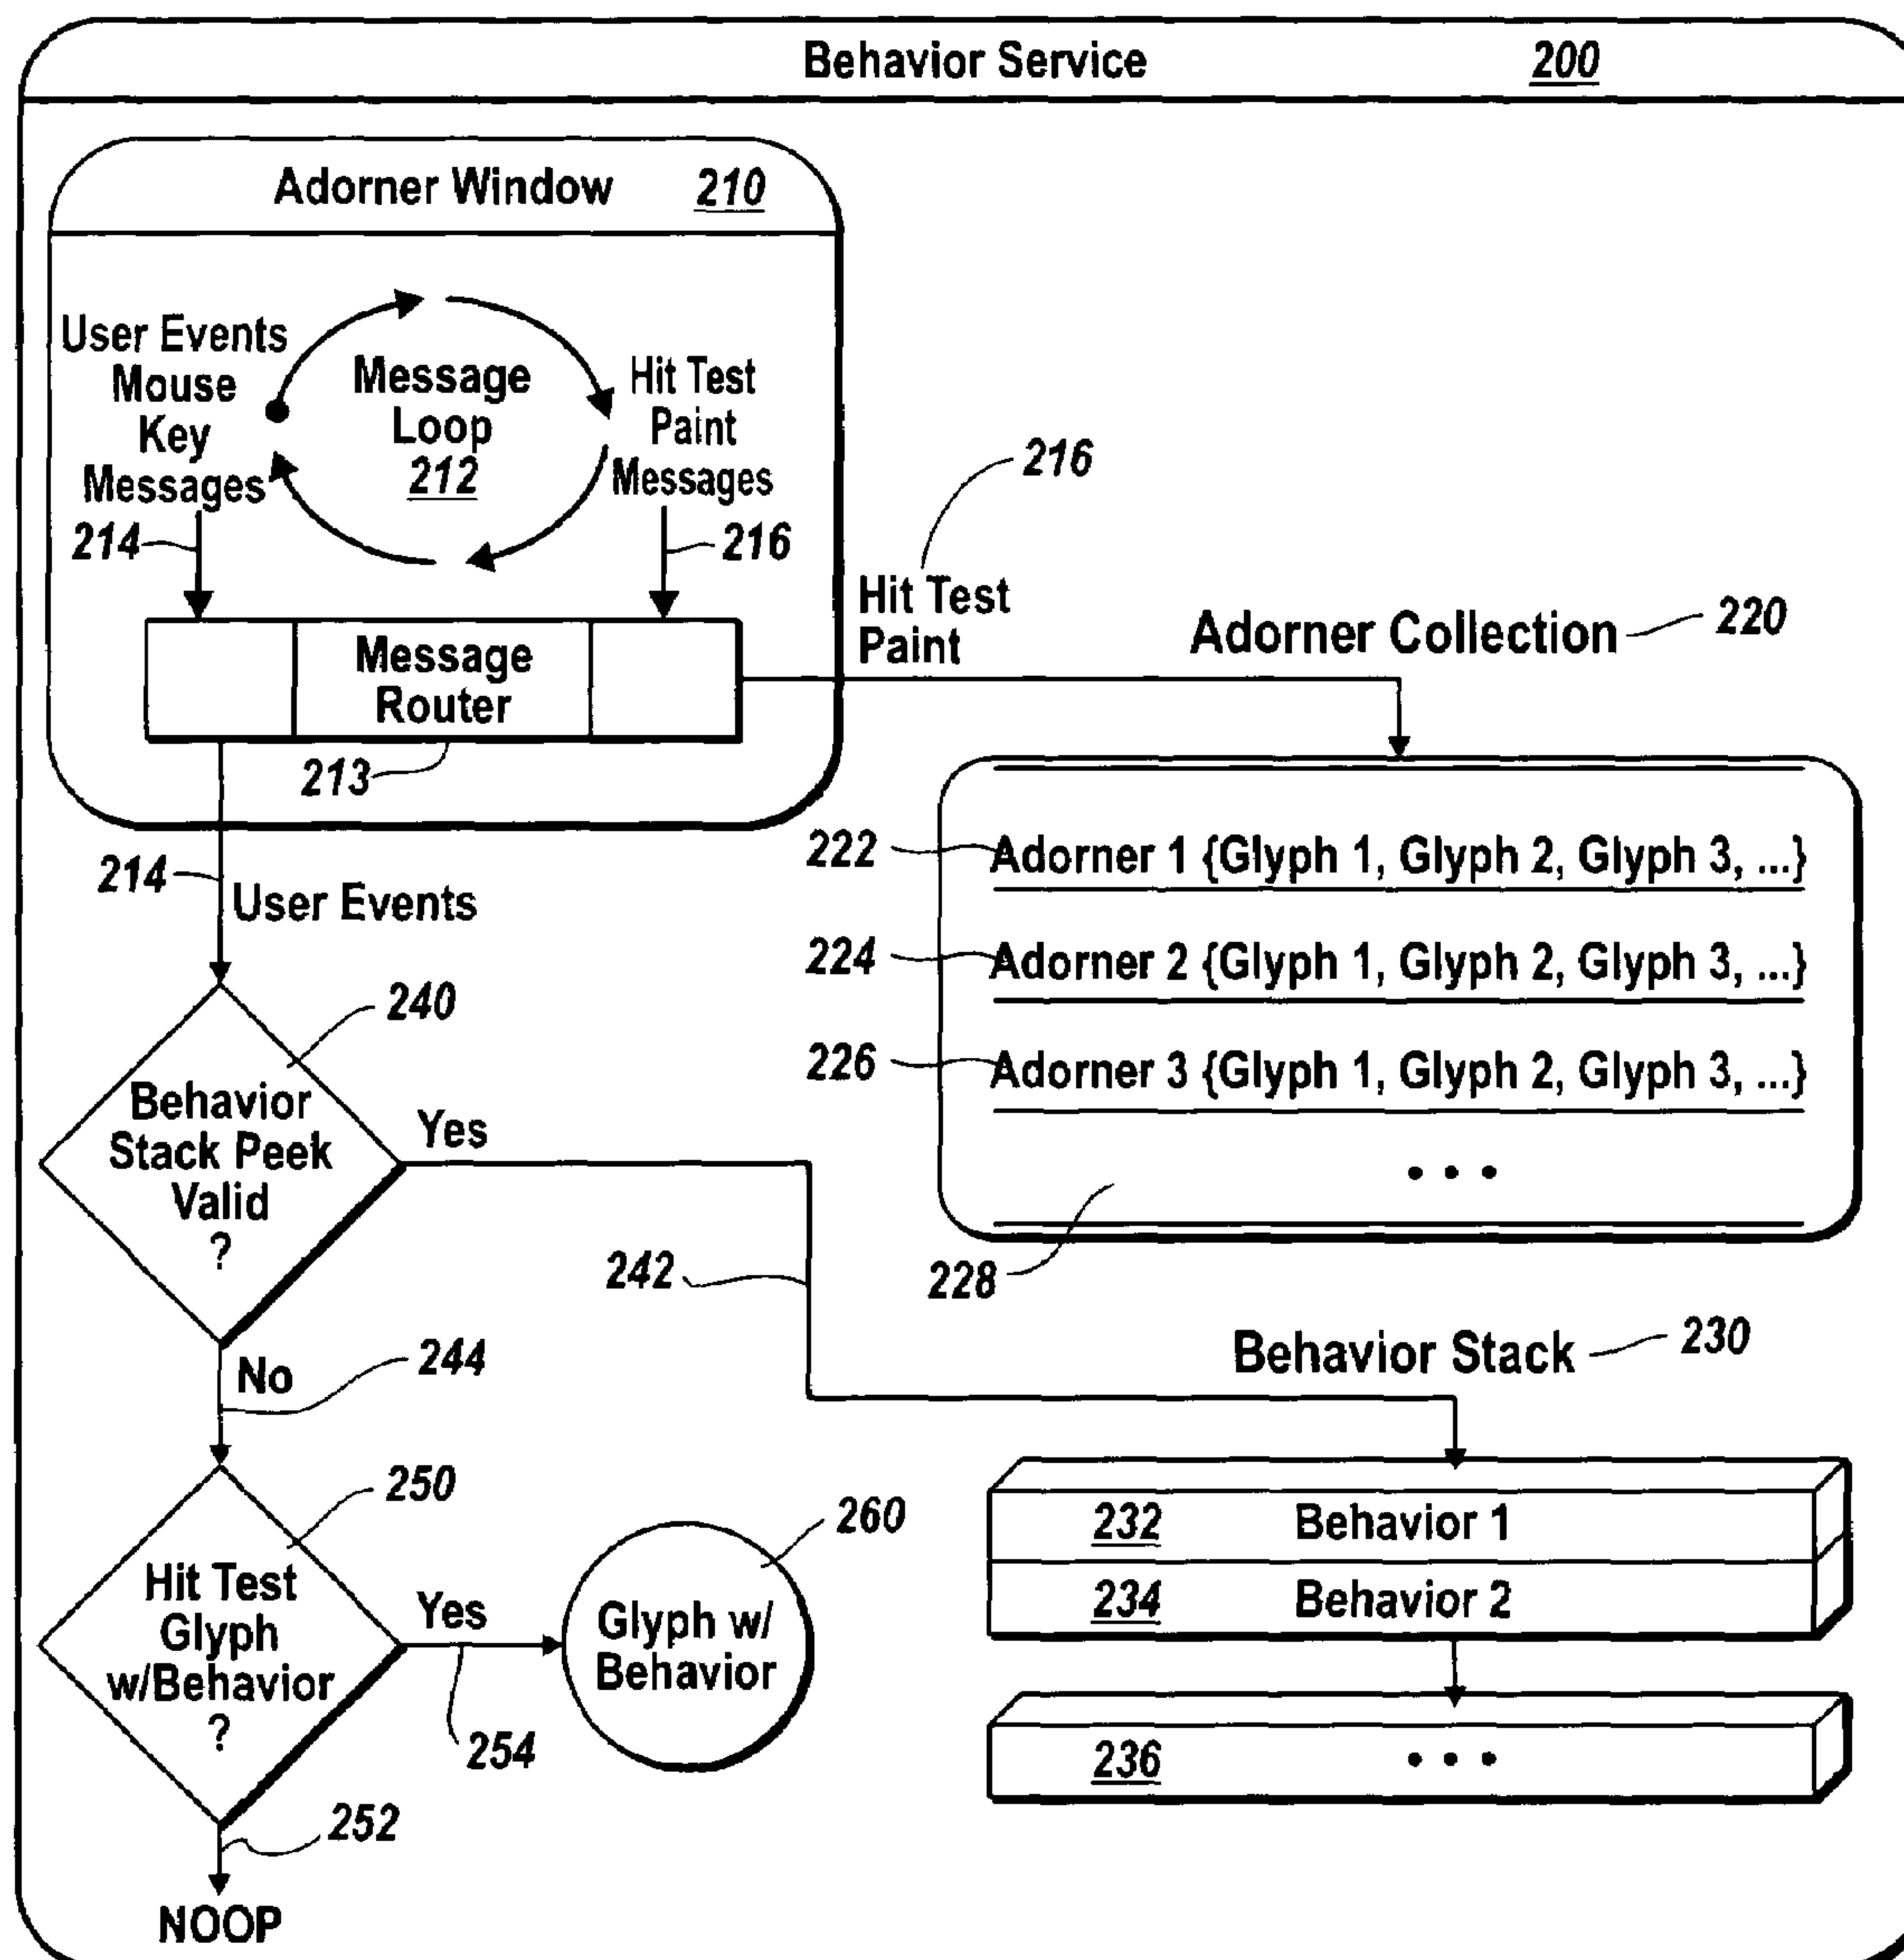 Behavior Service 200
Adorner Window 210
User Events
Mouse
Key
Messages
Message
Loop
212
Hit Test
Paint
Messages
214
216
Message
Router
213
216
Hit Test
Paint
Adorner Collection 220
222 Adorner 1 {Glyph 1, Glyph 2, Glyph 3, ...}
224 Adorner 2 {Glyph 1, Glyph 2, Glyph 3, ...}
226 Adorner 3 {Glyph 1, Glyph 2, Glyph 3, ...}
• • •
228
214
User Events
240
Behavior
Stack Peek
Valid
?
Yes
242
No
244
Behavior Stack 230
232 Behavior 1
234 Behavior 2
236 • • •
250
Hit Test
Glyph
w/Behavior
?
Yes
254
260
Glyph w/
Behavior
252
NOOP